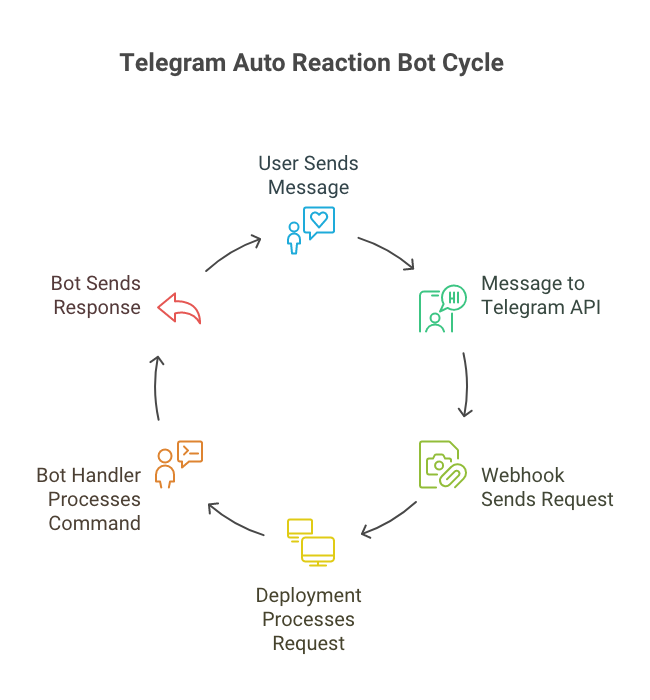 Telegram Auto Reaction Bot Cycle
User Sends
Message
HI
Message to
Telegram API
Webhook
Sends Request
Deployment
Processes
Request
Bot Handler
Processes
Command
Bot Sends
Response